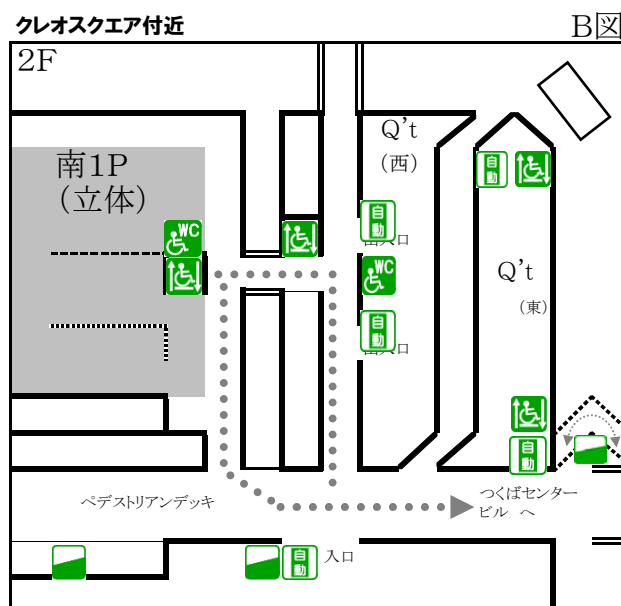 クレオスクエア付近
B図
2F
Q't
(西)
南1P
(立体)
自動
自動
WC
出入口
WC
Q't
(東)
自動
出入口
自動
つくばセンター
ビル へ
ペデストリアンデッキ
自動
入口